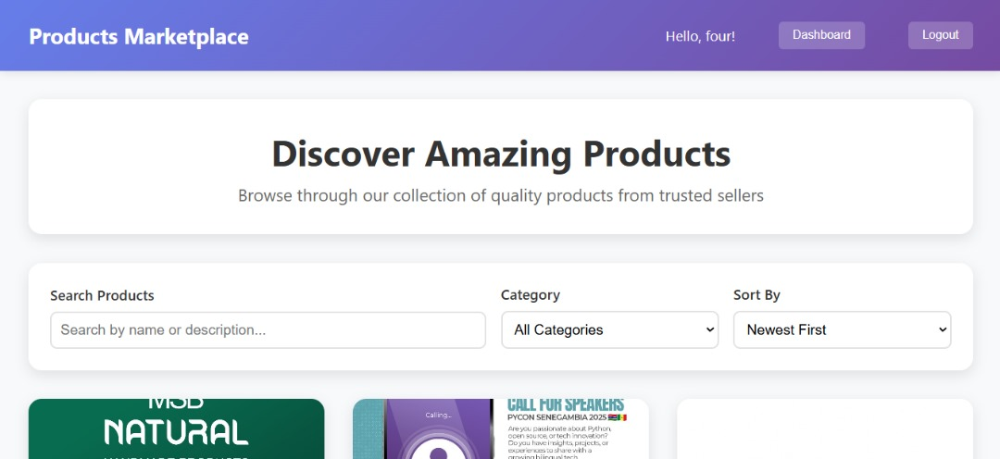 Products Marketplace
Hello, four!
Dashboard
Logout
Discover Amazing Products
Browse through our collection of quality products from trusted sellers
Search Products
Category
Sort By
Search by name or description...
All Categories
Newest First
MSB
NATURAL
HANDMADE PRODUCTS
Calling...
CALL FOR SPEAKERS
PYCON SENEGAMBIA 2025🇬🇲🇸🇳
Are you passionate about Python,
open source, or tech innovation?
Do you have insights, projects, or
experiences to share with a
growing bilingual tech